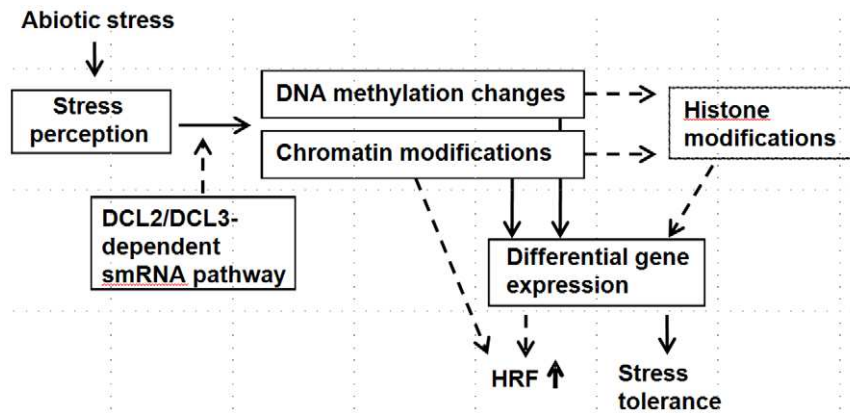 Abiotic stress
Stress
perception
DNA methylation changes
Chromatin modifications
Histone
modifications
DCL2/DCL3-
dependent
smRNA pathway
Differential gene
expression
HRF
Stress
tolerance